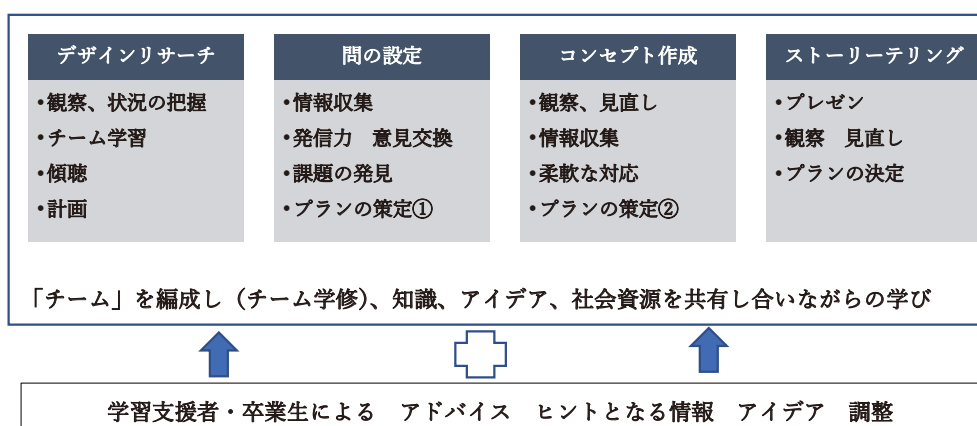 デザインリサーチ
・観察、状況の把握
・チーム学習
・傾聴
・計画
問の設定
・情報収集
・発信力　意見交換
・課題の発見
・プランの策定①
コンセプト作成
・観察、見直し
・情報収集
・柔軟な対応
・プランの策定②
ストーリーテリング
・プレゼン
・観察　見直し
・プランの決定
「チーム」を編成し（チーム学修）、知識、アイデア、社会資源を共有し合いながらの学び
学習支援者・卒業生による　アドバイス　ヒントとなる情報　アイデア　調整